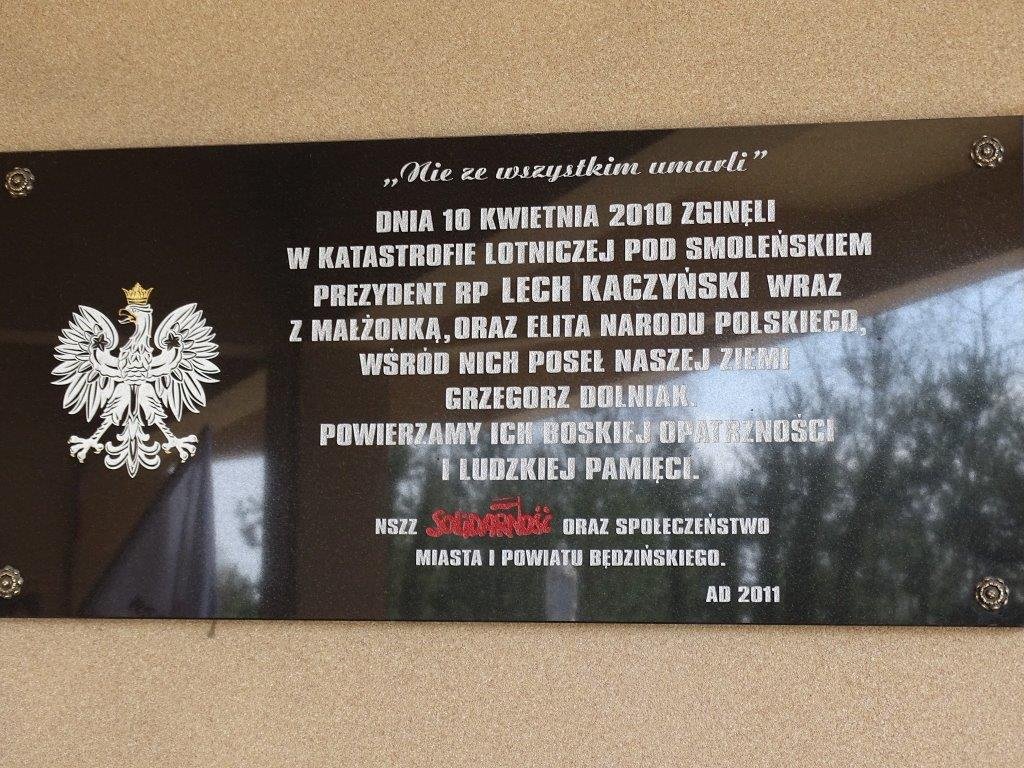 „Nie ze wszystkim umarli”
DNIA 10 KWIETNIA 2010 ZGINĘLI
W KATASTROFIE LOTNICZEJ POD SMOLEŃSKIEM
PREZYDENT RP LECH KACZYŃSKI WRAZ
Z MAŁŻONKĄ, ORAZ ELITA NARODU POLSKIEGO,
WŚRÓD NICH POSEŁ NASZEJ ZIEMI
GRZEGORZ DOLNIAK.
POWIERZAMY ICH BOSKIEJ OPATRZNOŚCI
I LUDZKIEJ PAMIĘCI.
NSZZ SOLIDARNOŚĆ ORAZ SPOŁECZEŃSTWO
MIASTA I POWIATU BĘDZIŃSKIEGO.
AD 2011